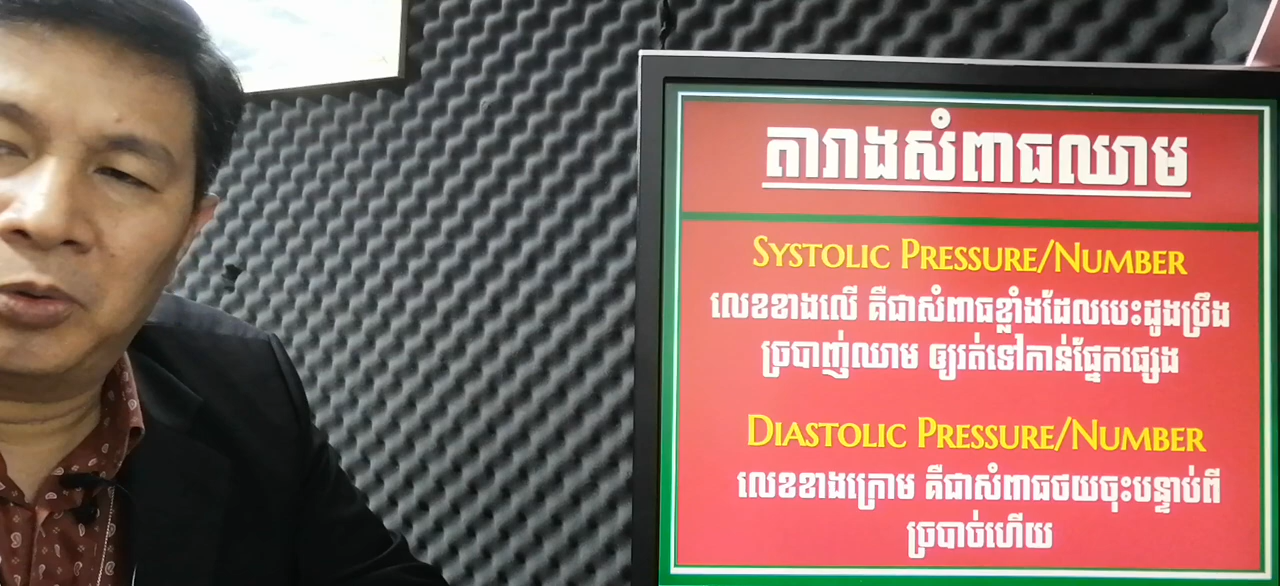 តារាងសំពាធឈាម
SYSTOLIC PRESSURE/NUMBER
លេខខាងលើ គឺជាសំពាធខ្លាំងដែលបេះដូងប្រឹង
ច្របាញ់ឈាម ឲ្យរត់ទៅកាន់ផ្នែកផ្សេង
DIASTOLIC PRESSURE/NUMBER
លេខខាងក្រោម គឺជាសំពាធថយចុះបន្ទាប់ពី
ច្របាច់ហើយ